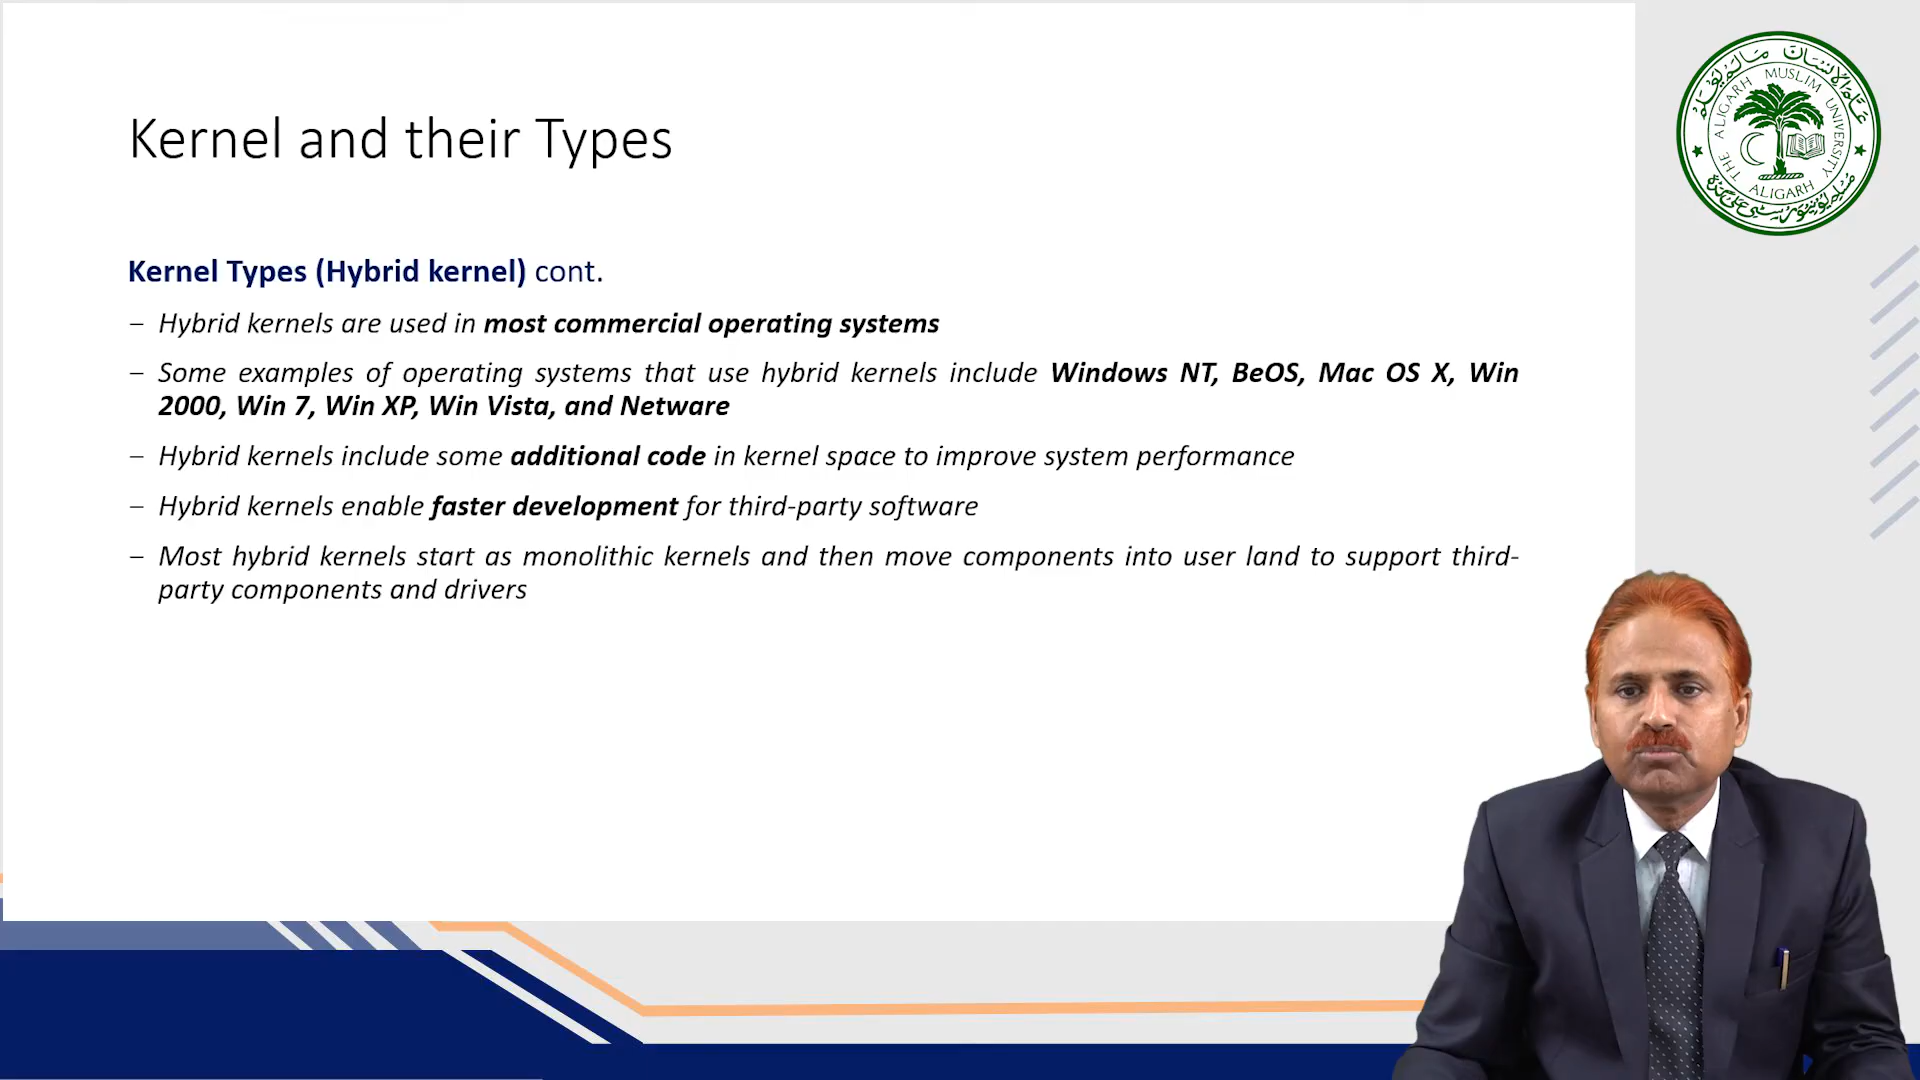 Kernel and their Types
Kernel Types (Hybrid kernel) cont.
– Hybrid kernels are used in most commercial operating systems
– Some examples of operating systems that use hybrid kernels include Windows NT, BeOS, Mac OS X, Win
2000, Win 7, Win XP, Win Vista, and Netware
– Hybrid kernels include some additional code in kernel space to improve system performance
– Hybrid kernels enable faster development for third-party software
– Most hybrid kernels start as monolithic kernels and then move components into user land to support third-
party components and drivers
THE ALIGARH MUSLIM UNIVERSITY
ALIGARH